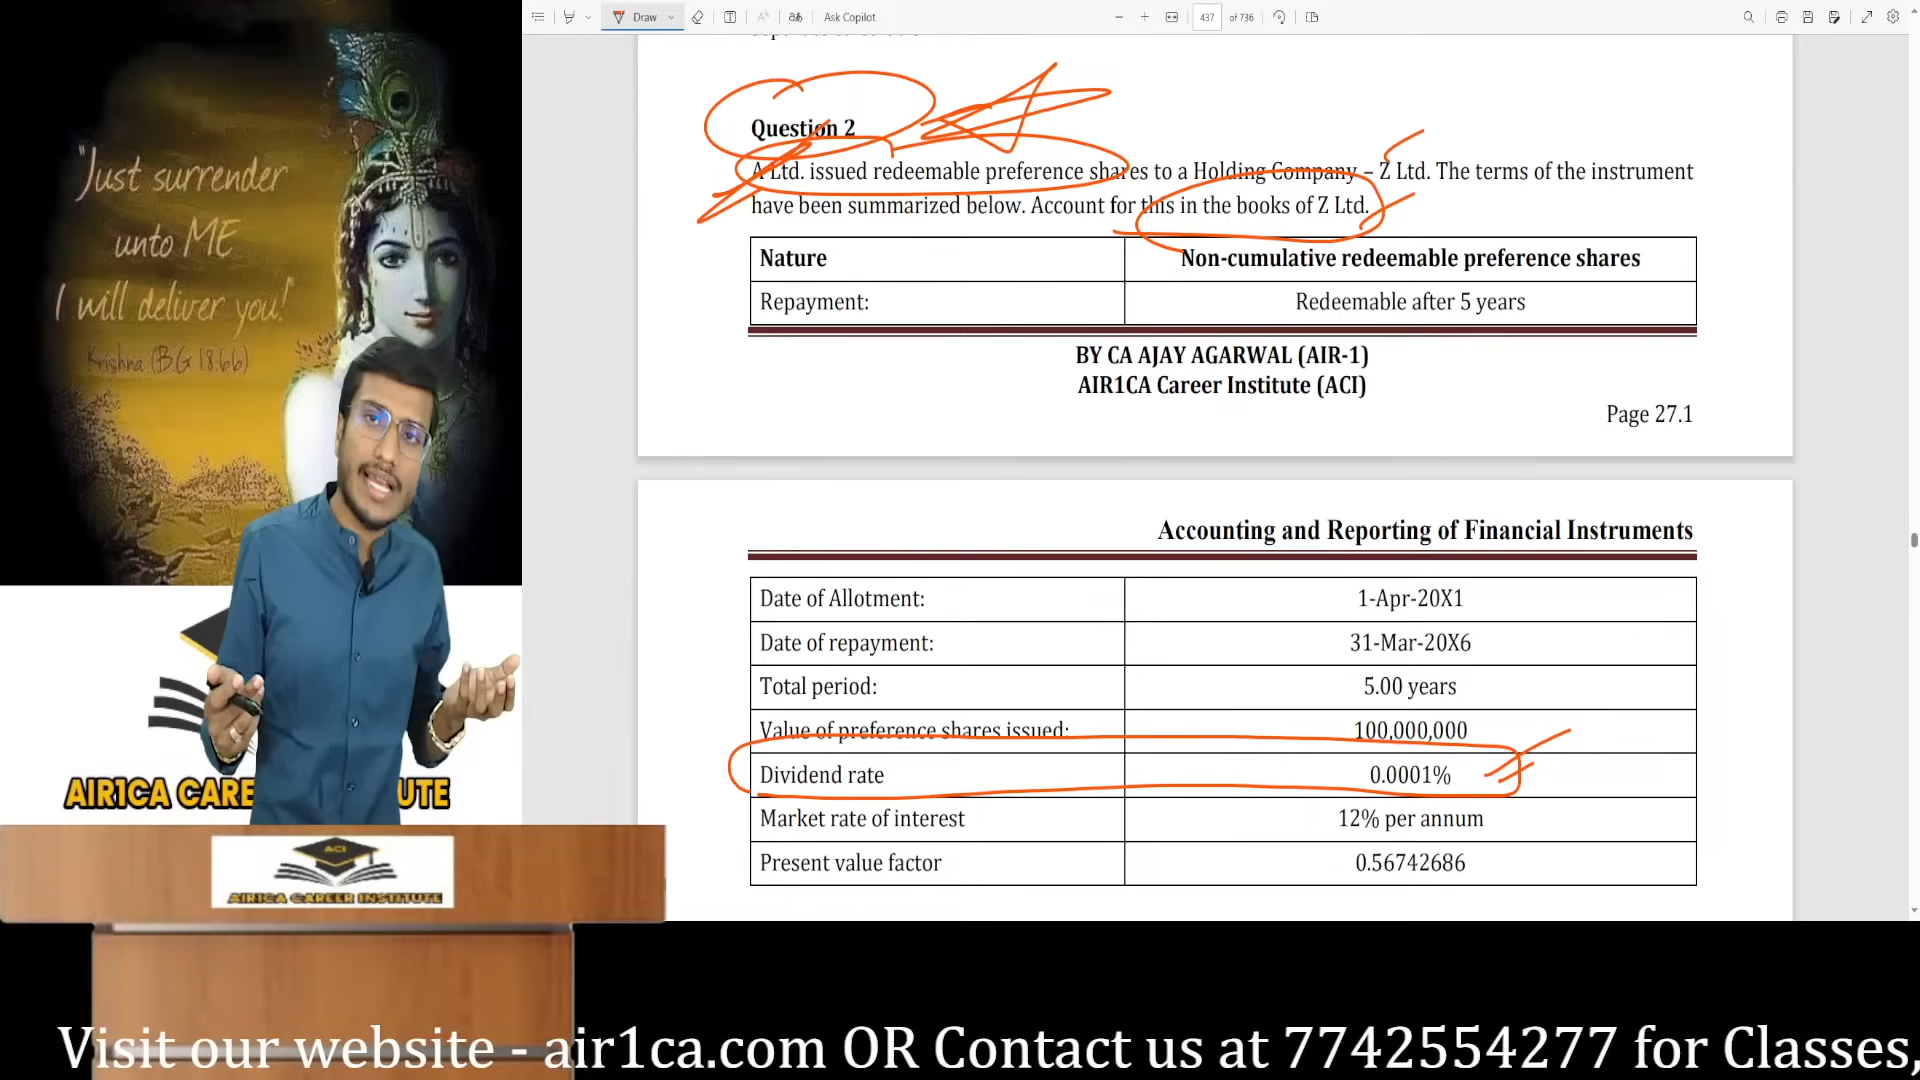 "Just surrender
unto ME
I will deliver you!"
Krishna (B.G 18:66)
AIR1CA CARE
UTE
ACI
AIR1CA CAREER INSTITUTE
Draw
Ask Copilot
437
of 736
Question 2
A Ltd. issued redeemable preference shares to a Holding Company – Z Ltd. The terms of the instrument
have been summarized below. Account for this in the books of Z Ltd.
Nature Non-cumulative redeemable preference shares
Repayment: Redeemable after 5 years
BY CA AJAY AGARWAL (AIR-1)
AIR1CA Career Institute (ACI)
Page 27.1
Accounting and Reporting of Financial Instruments
Date of Allotment: 1-Apr-20X1
Date of repayment: 31-Mar-20X6
Total period: 5.00 years
Value of preference shares issued: 100,000,000
Dividend rate 0.0001%
Market rate of interest 12% per annum
Present value factor 0.56742686
Visit our website - air1ca.com OR Contact us at 7742554277 for Classes,